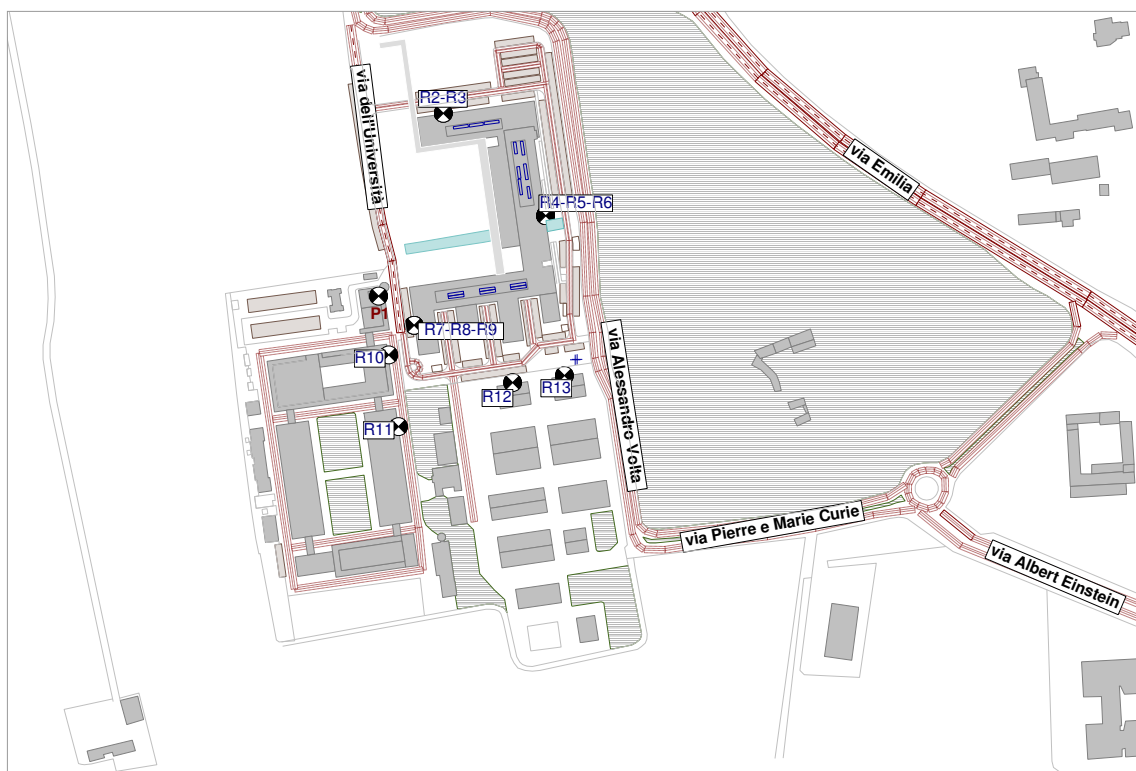 R2-R3
via dell'Università
via Emilia
R4-R5-R6
P1
R7-R8-R9
R10
R13
R12
R11
via Alessandro Volta
via Pierre e Marie Curie
via Albert Einstein